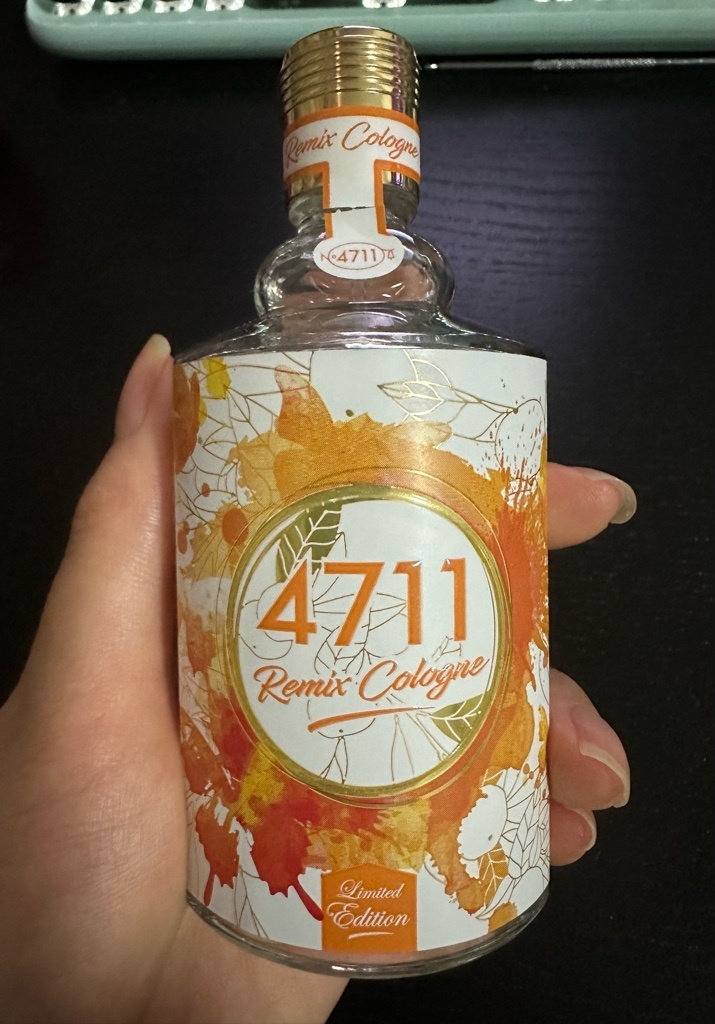 Remix Cologne
Nº4711
4711
Remix Cologne
Limited
Edition